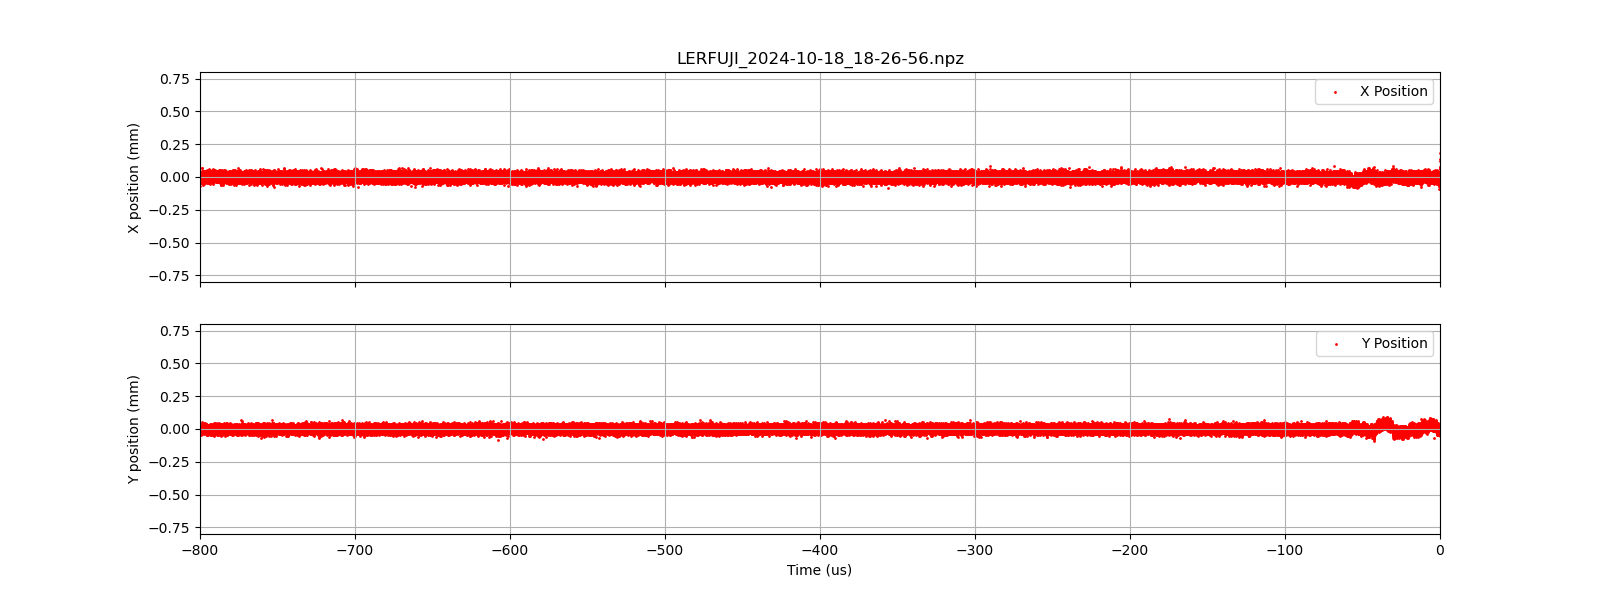 LERFUJI_2024-10-18_18-26-56.npz
X position (mm)
0.75
0.50
0.25
0.00
−0.25
−0.50
−0.75
X Position
Y position (mm)
0.75
0.50
0.25
0.00
−0.25
−0.50
−0.75
Y Position
−800 −700 −600 −500 −400 −300 −200 −100 0
Time (us)